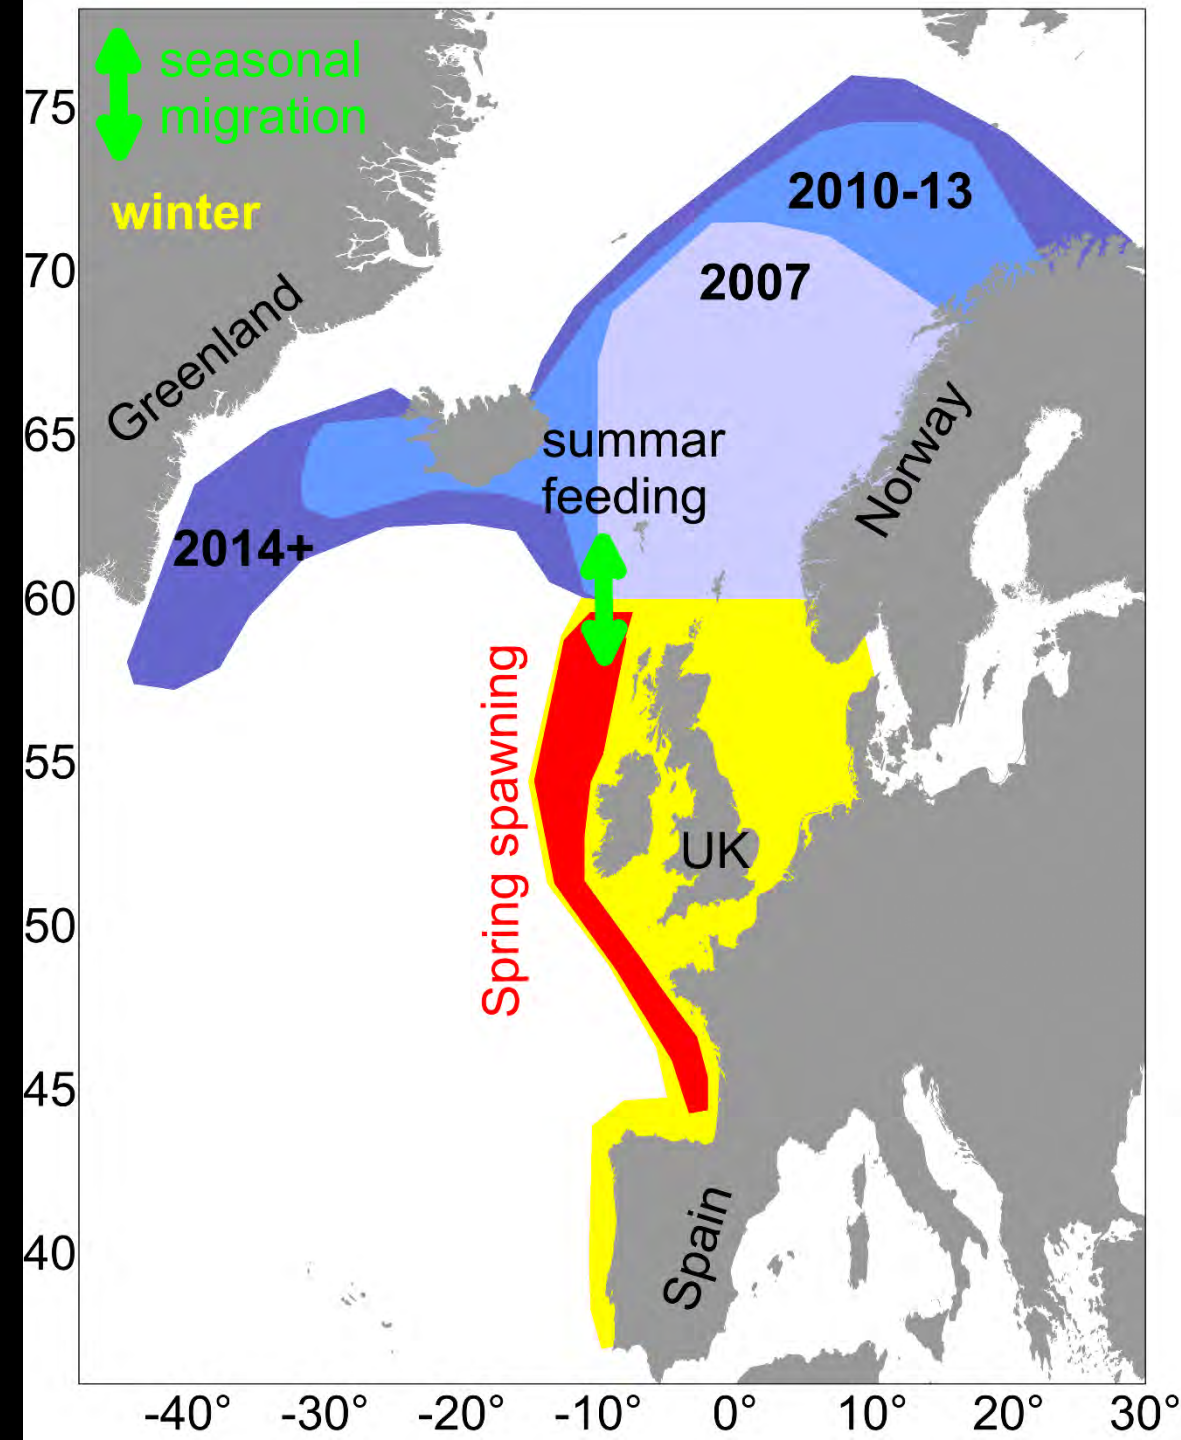 seasonal
migration
winter
Greenland
2010-13
2007
summar
feeding
Norway
2014+
Spring spawning
UK
Spain
75
70
65
60
55
50
45
40
-40° -30° -20° -10° 0° 10° 20° 30°